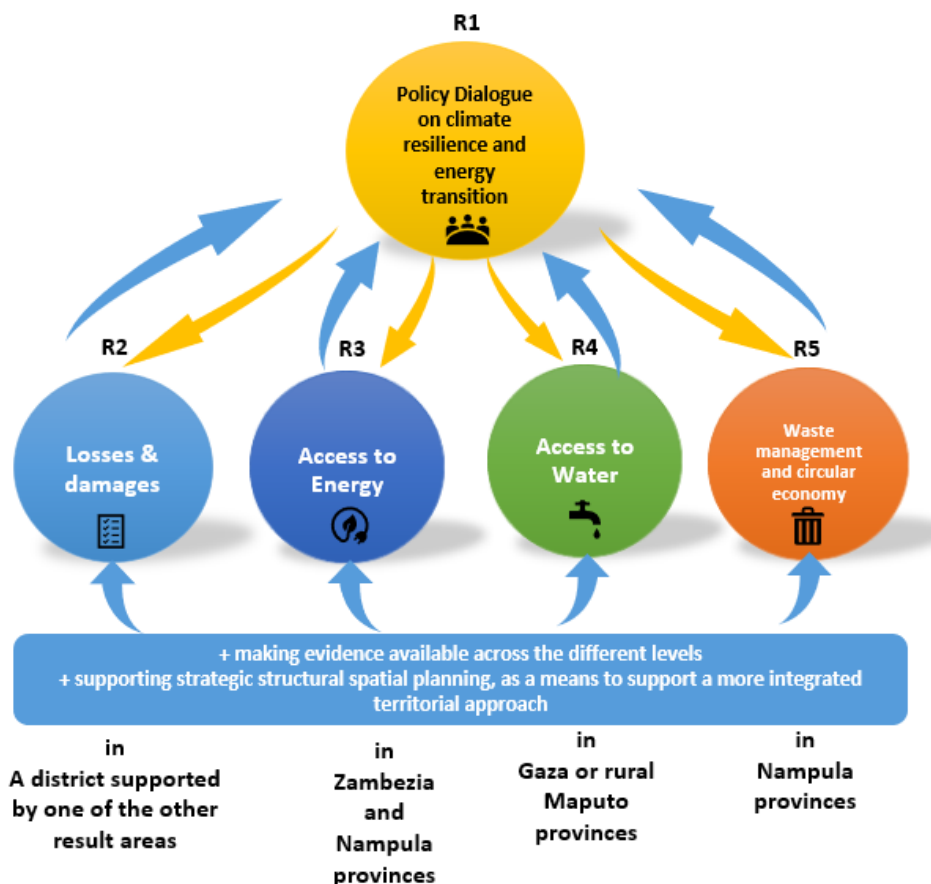 R1
Policy Dialogue
on climate
resilience and
energy
transition
R2
R3
R4
R5
Losses &
damages
Access to
Energy
Access to
Water
Waste
management
and circular
economy
+ making evidence available across the different levels
+ supporting strategic structural spatial planning, as a means to support a more integrated
territorial approach
in
A district supported
by one of the other
result areas
in
Zambezia
and
Nampula
provinces
in
Gaza or rural
Maputo
provinces
in
Nampula
provinces